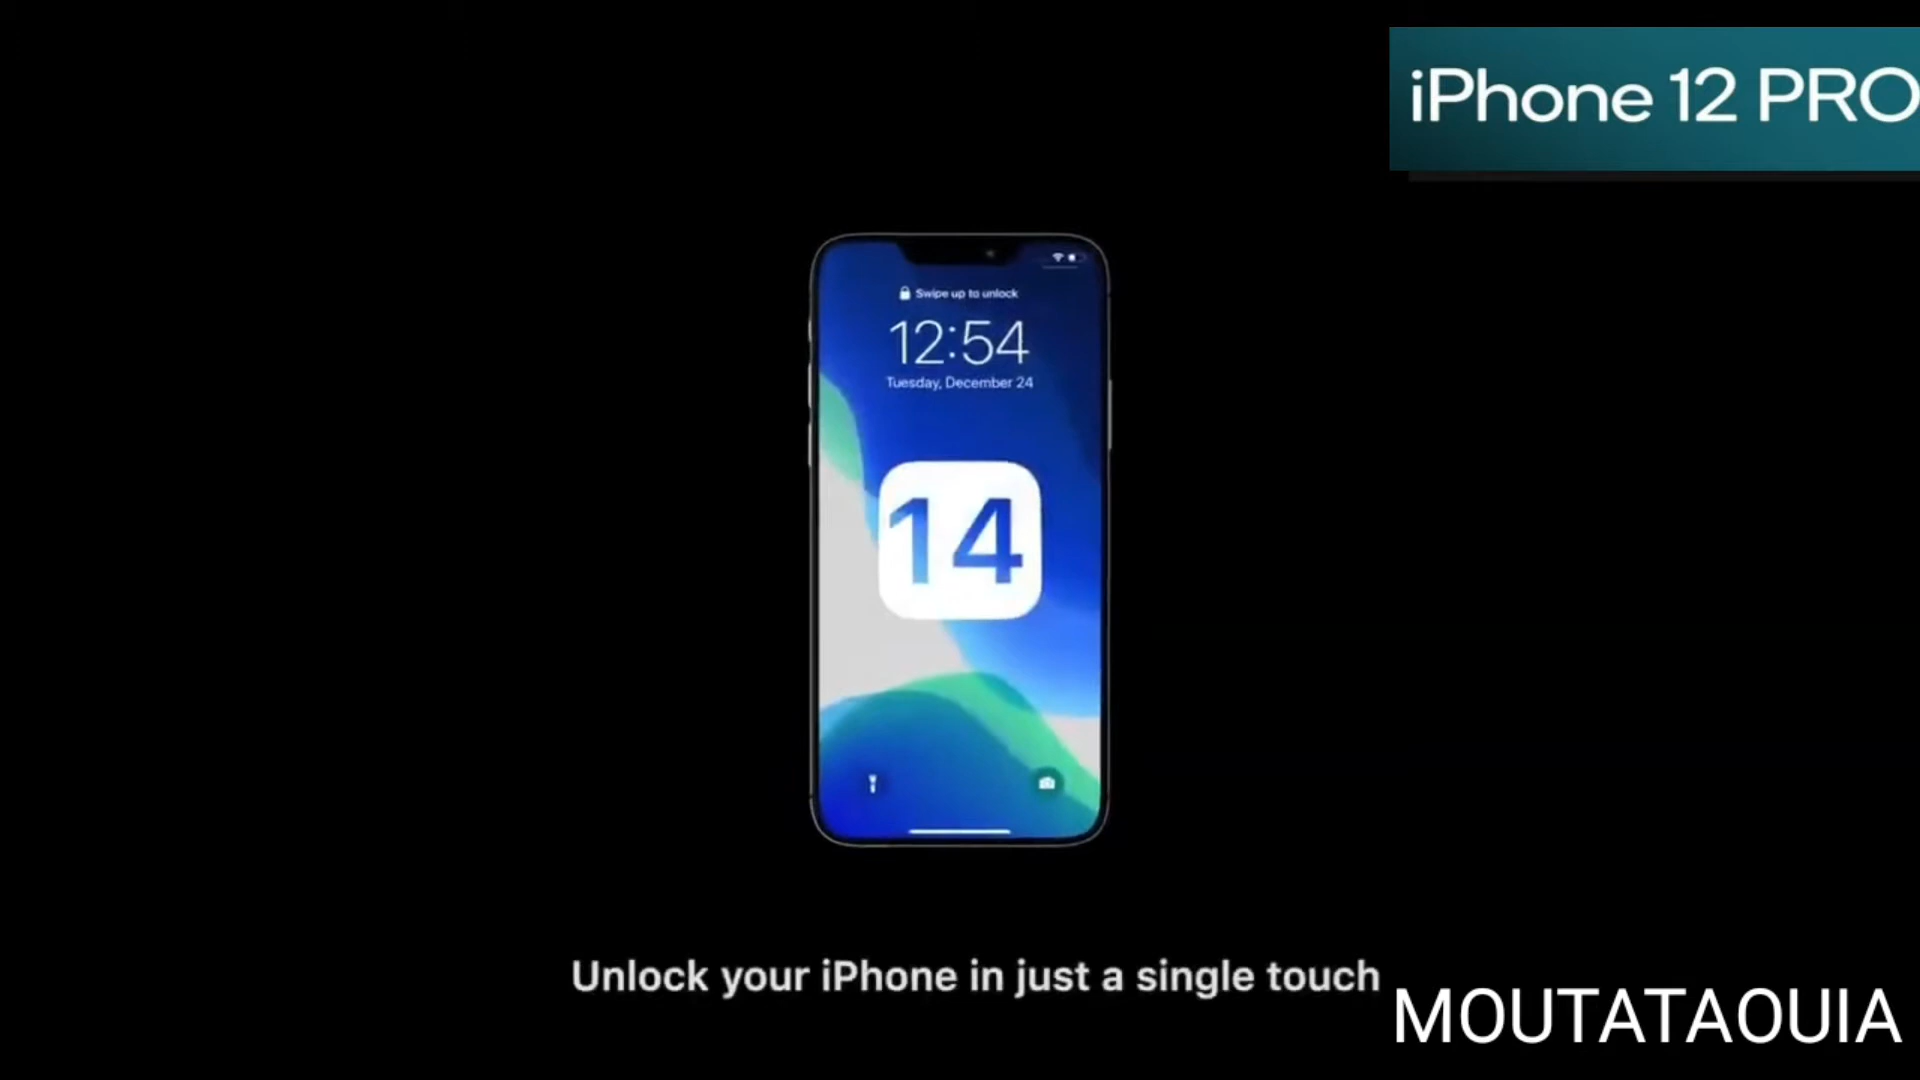 iPhone 12 PRO
Swipe up to unlock
12:54
Tuesday, December 24
14
Unlock your iPhone in just a single touch
MOUTATAOUIA